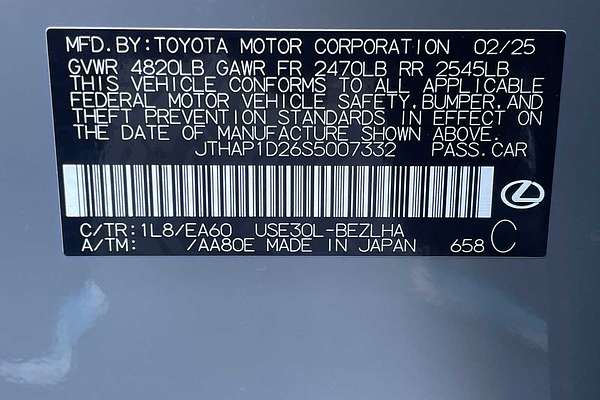 MFD.BY:TOYOTA MOTOR CORPORATION 02/25
GVWR 4820LB GAWR FR 2470LB RR 2545LB
THIS VEHICLE CONFORMS TO ALL APPLICABLE
FEDERAL MOTOR VEHICLE SAFETY,BUMPER,AND
THEFT PREVENTION STANDARDS IN EFFECT ON
THE DATE OF MANUFACTURE SHOWN ABOVE.
JTHAP1D26S5007332 PASS.CAR
C/TR:1L8/EA60 USE30L-BEZLHA
A/TM: /AA80E MADE IN JAPAN 658 C